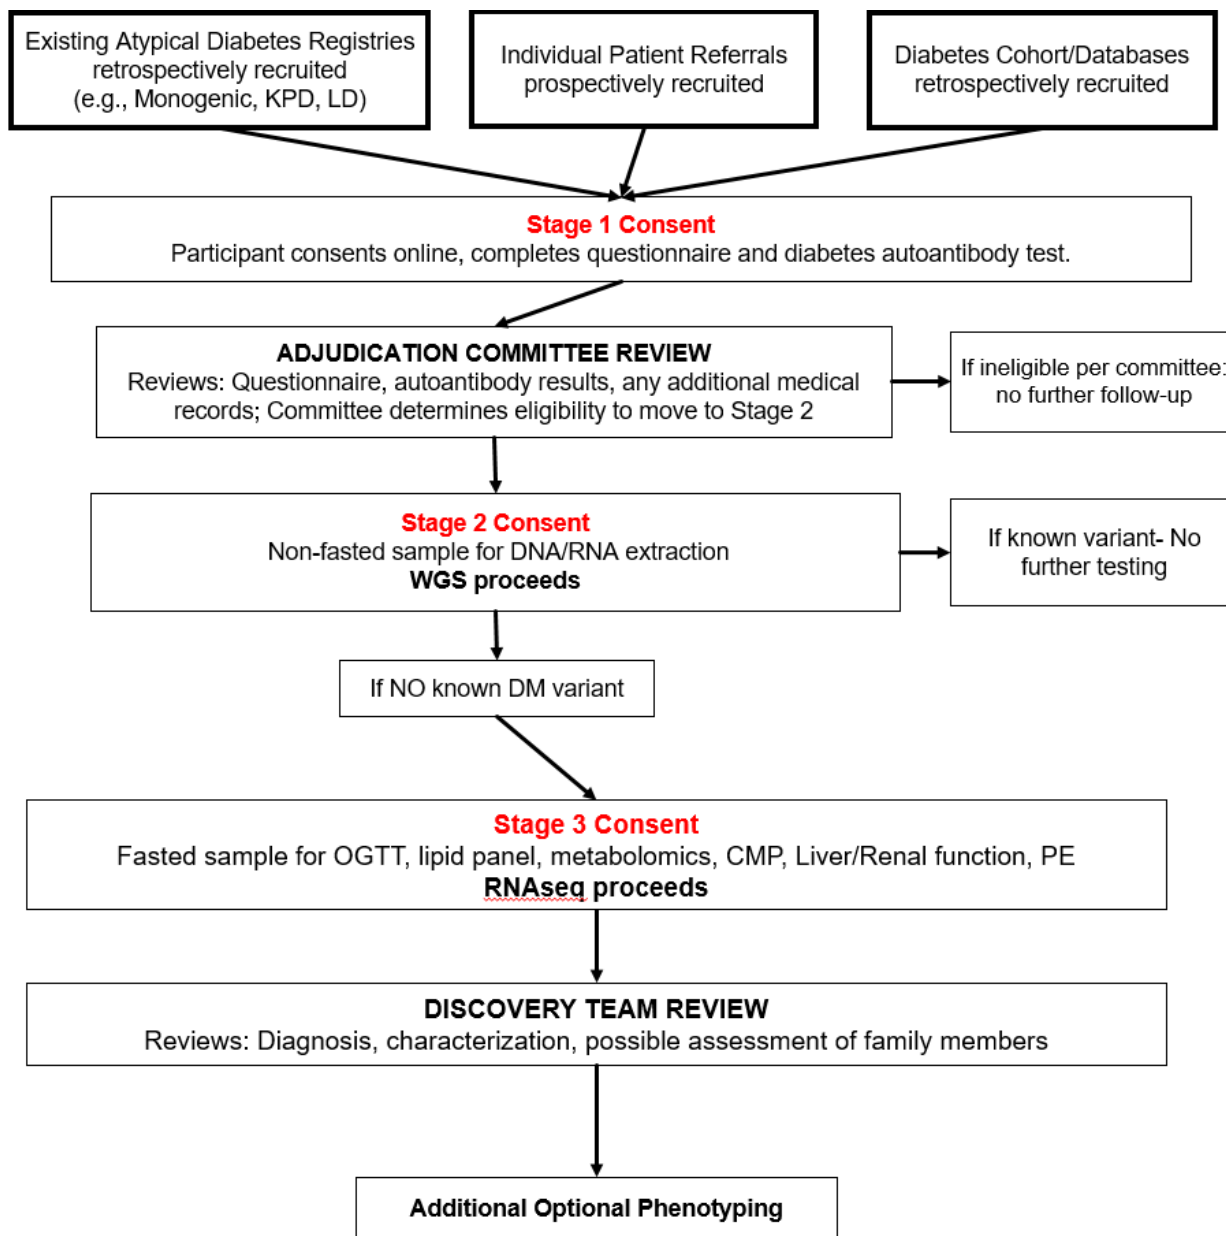 Existing Atypical Diabetes Registries
retrospectively recruited
(e.g., Monogenic, KPD, LD)
Individual Patient Referrals
prospectively recruited
Diabetes Cohort/Databases
retrospectively recruited
Stage 1 Consent
Participant consents online, completes questionnaire and diabetes autoantibody test.
ADJUDICATION COMMITTEE REVIEW
Reviews: Questionnaire, autoantibody results, any additional medical
records; Committee determines eligibility to move to Stage 2
If ineligible per committee:
no further follow-up
Stage 2 Consent
Non-fasted sample for DNA/RNA extraction
WGS proceeds
If known variant- No
further testing
If NO known DM variant
Stage 3 Consent
Fasted sample for OGTT, lipid panel, metabolomics, CMP, Liver/Renal function, PE
RNAseq proceeds
DISCOVERY TEAM REVIEW
Reviews: Diagnosis, characterization, possible assessment of family members
Additional Optional Phenotyping